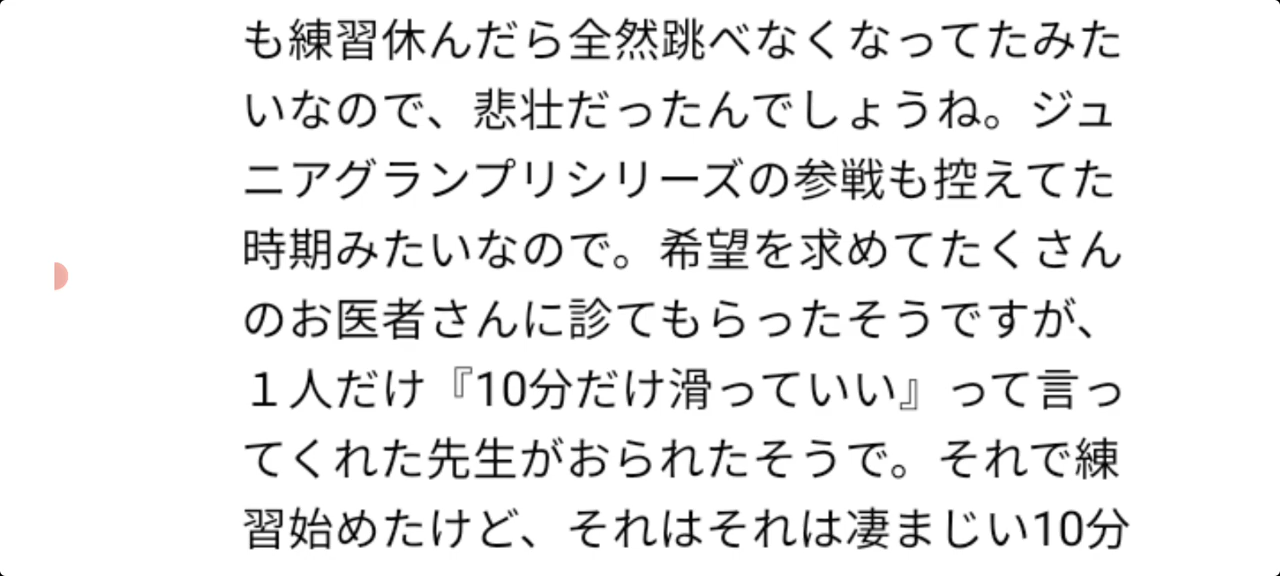 も練習休んだら全然跳べなくなってたみた
いなので、悲壮だったんでしょうね。ジュ
ニアグランプリシリーズの参戦も控えてた
時期みたいなので。希望を求めてたくさん
のお医者さんに診てもらったそうですが、
１人だけ『10分だけ滑っていい』って言っ
てくれた先生がおられたそうで。それで練
習始めたけど、それはそれは凄まじい10分